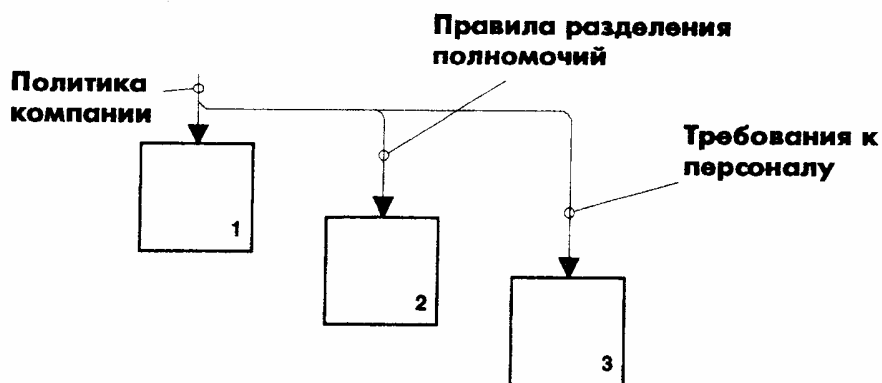 Правила разделения
полномочий
Политика
компании
Требования к
персоналу
1
2
3